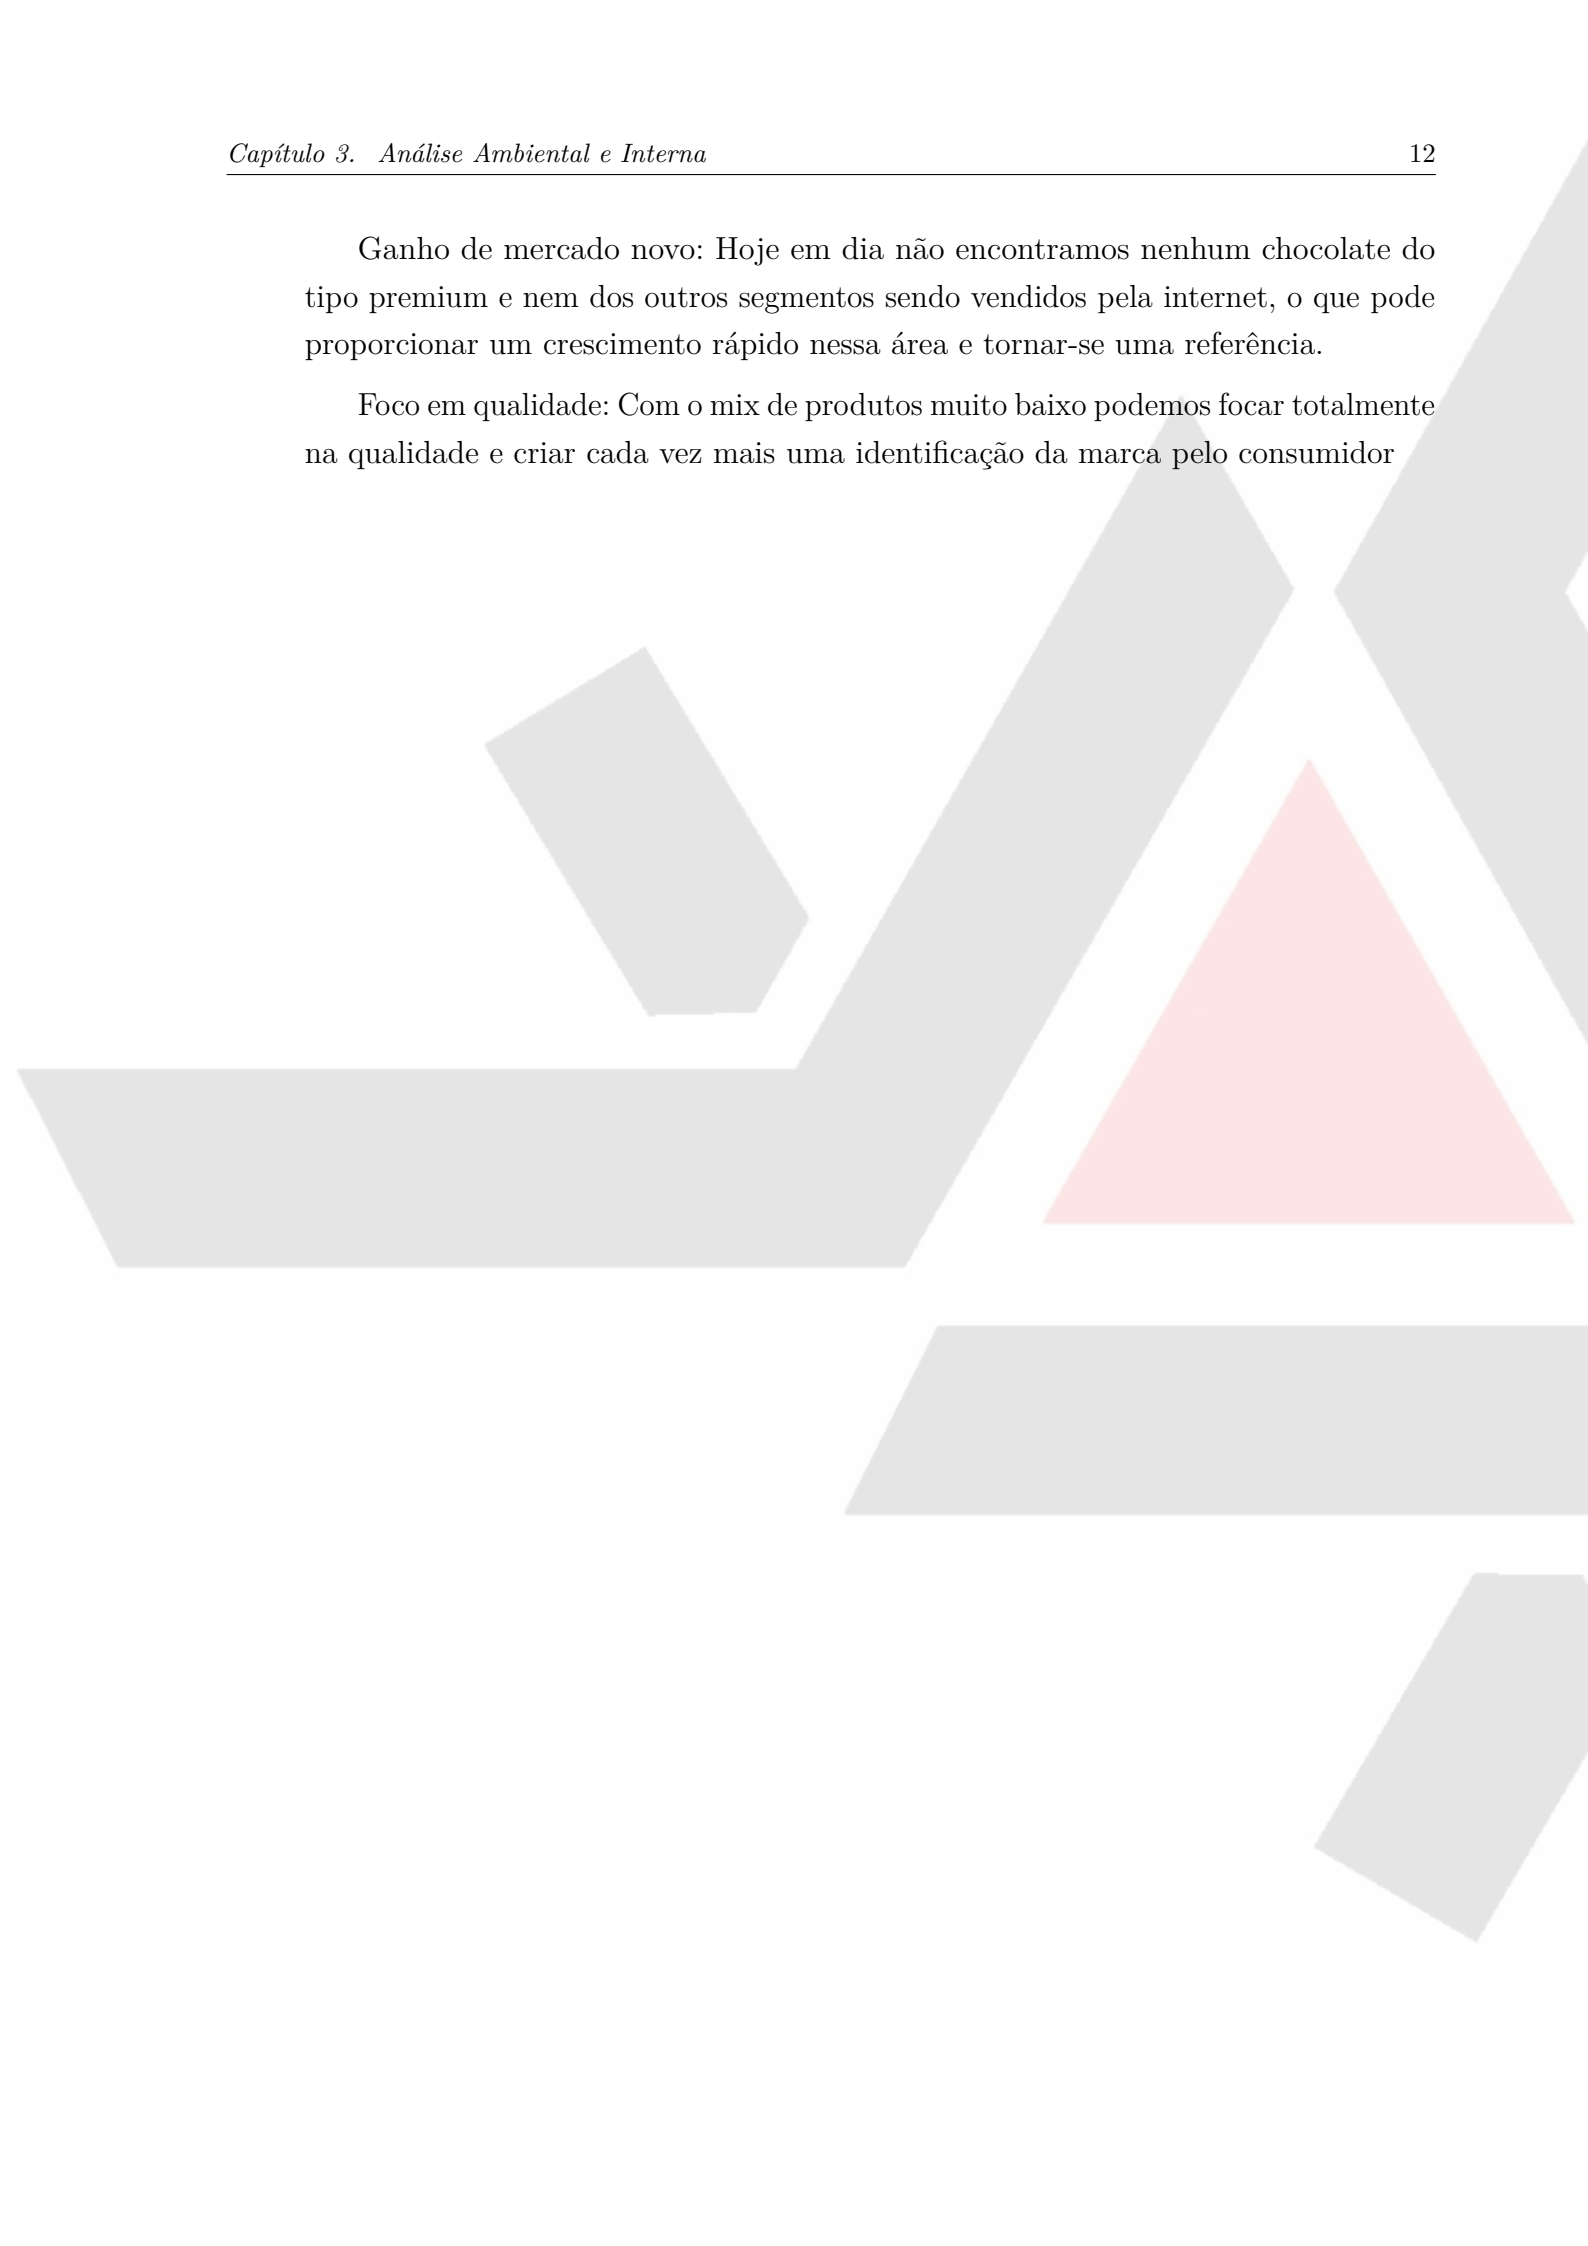 Capítulo 3. Análise Ambiental e Interna 12
Ganho de mercado novo: Hoje em dia não encontramos nenhum chocolate do
tipo premium e nem dos outros segmentos sendo vendidos pela internet, o que pode
proporcionar um crescimento rápido nessa área e tornar-se uma referência.
Foco em qualidade: Com o mix de produtos muito baixo podemos focar totalmente
na qualidade e criar cada vez mais uma identificação da marca pelo consumidor